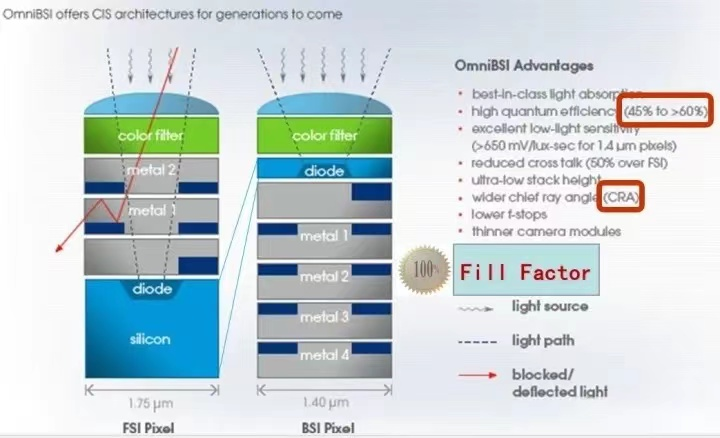 OmniBSI offers CIS architectures for generations to come
color filter
metal 2
metal 1
diode
silicon
1.75 μm
FSI Pixel
color filter
diode
metal 1
metal 2
metal 3
metal 4
1.40 μm
BSI Pixel
OmniBSI Advantages
• best-in-class light absorption
• high quantum efficiency (45% to >60%)
• excellent low-light sensitivity
(>650 mV/lux-sec for 1.4 μm pixels)
• reduced cross talk (50% over FSI)
• ultra-low stack height
• wider chief ray angle (CRA)
• lower f-stops
• thinner camera modules
100%
Fill Factor
light source
light path
blocked/
deflected light